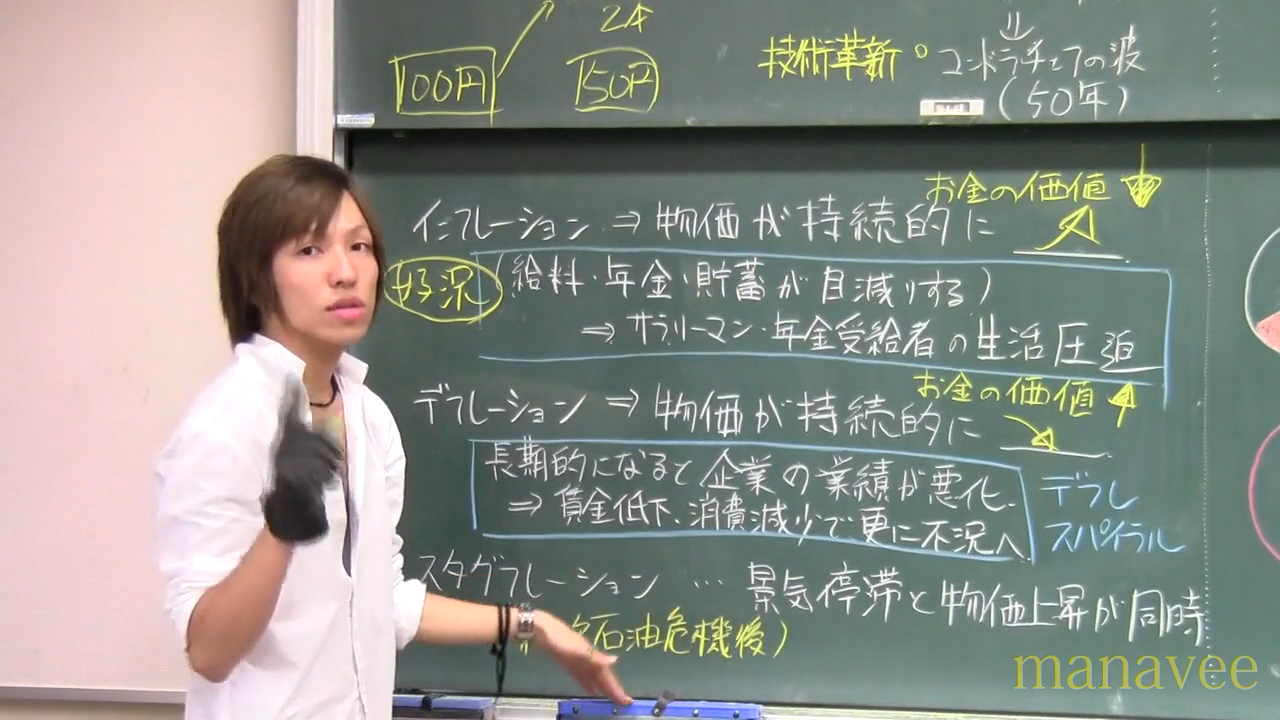 2本
100円
150円
技術革新。コンドラチェフの波
(50年)
お金の価値
インフレーション ⇒ 物価が持続的に
好況
(給料・年金・貯蓄が目減りする)
⇒ サラリーマン・年金受給者の生活圧迫
お金の価値
デフレーション ⇒ 物価が持続的に
長期的になると企業の業績が悪化、
⇒ 賃金低下、消費減少で更に不況へ
デフレ
スパイラル
スタグフレーション … 景気停滞と物価上昇が同時
石油危機後)
manavee